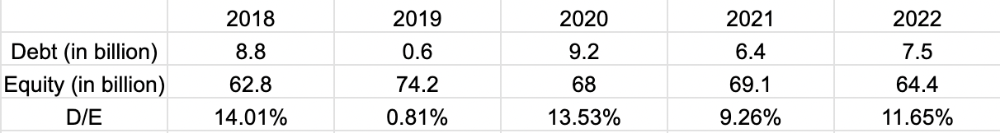 2018 2019 2020 2021 2022
Debt (in billion) 8.8 0.6 9.2 6.4 7.5
Equity (in billion) 62.8 74.2 68 69.1 64.4
D/E 14.01% 0.81% 13.53% 9.26% 11.65%